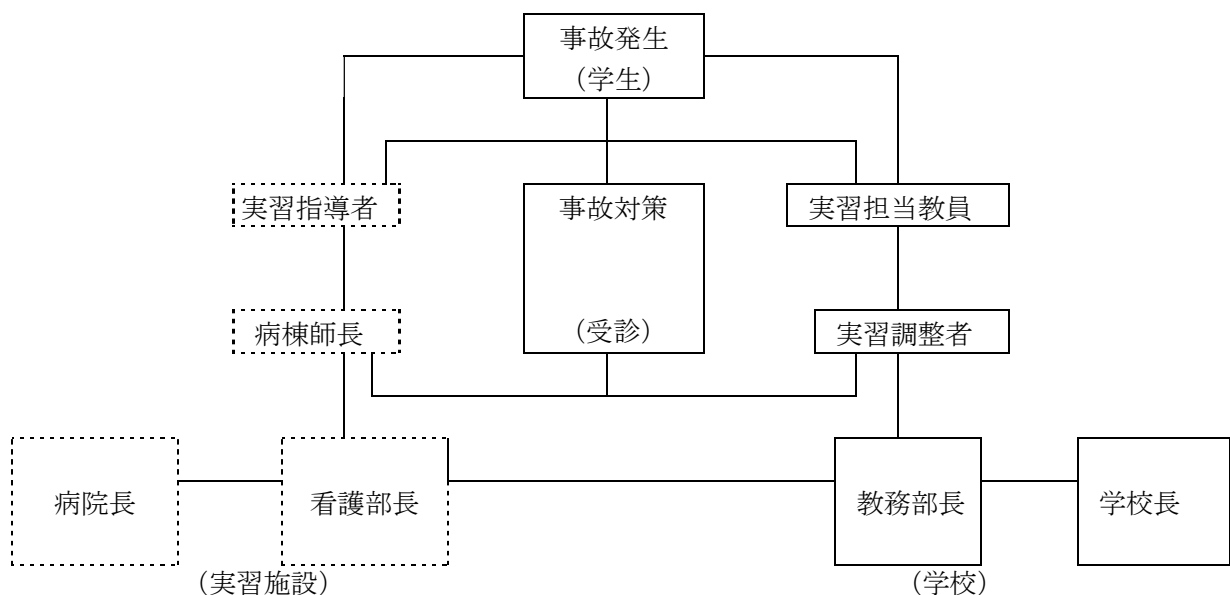 事故発生
（学生）
実習指導者
事故対策
実習担当教員
病棟師長
（受診）
実習調整者
病院長
看護部長
教務部長
学校長
（実習施設）
（学校）